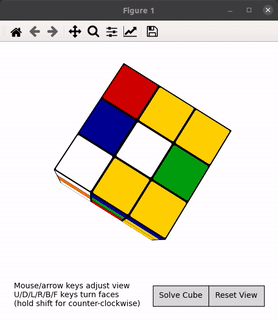 Figure 1
Mouse/arrow keys adjust view
U/D/L/R/B/F keys turn faces
(hold shift for counter-clockwise)
Solve Cube
Reset View